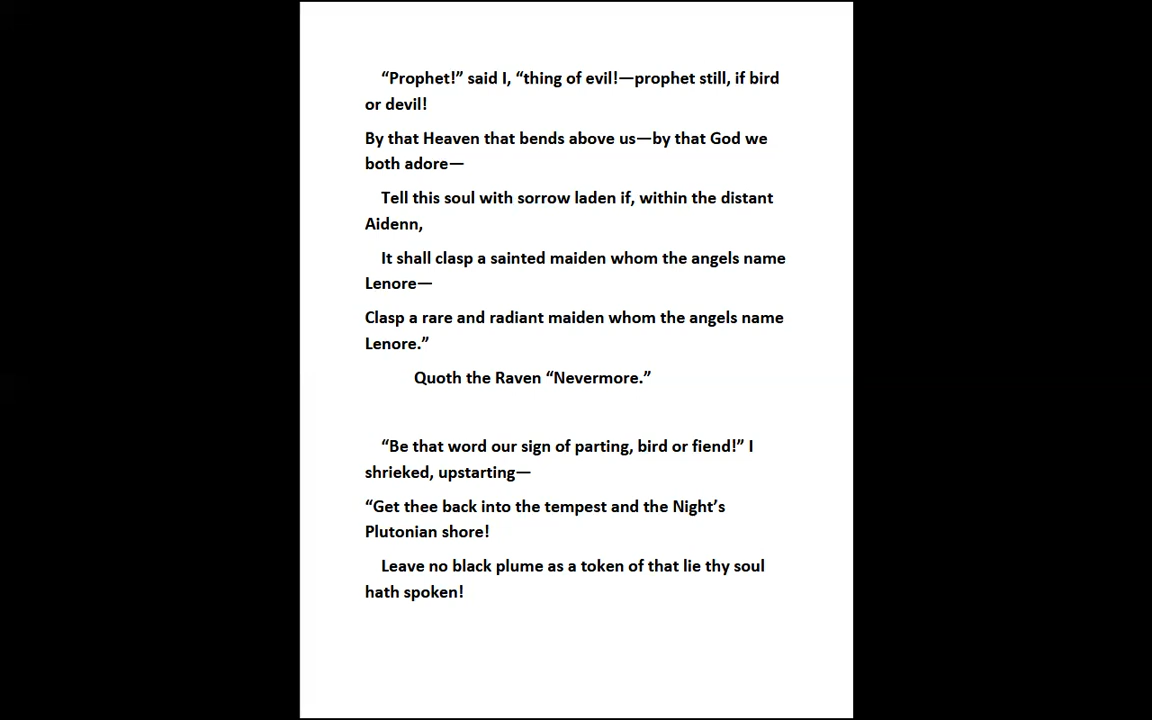 “Prophet!” said I, “thing of evil!—prophet still, if bird
or devil!
By that Heaven that bends above us—by that God we
both adore—
Tell this soul with sorrow laden if, within the distant
Aidenn,
It shall clasp a sainted maiden whom the angels name
Lenore—
Clasp a rare and radiant maiden whom the angels name
Lenore.”
Quoth the Raven “Nevermore.”
“Be that word our sign of parting, bird or fiend!” I
shrieked, upstarting—
“Get thee back into the tempest and the Night’s
Plutonian shore!
Leave no black plume as a token of that lie thy soul
hath spoken!